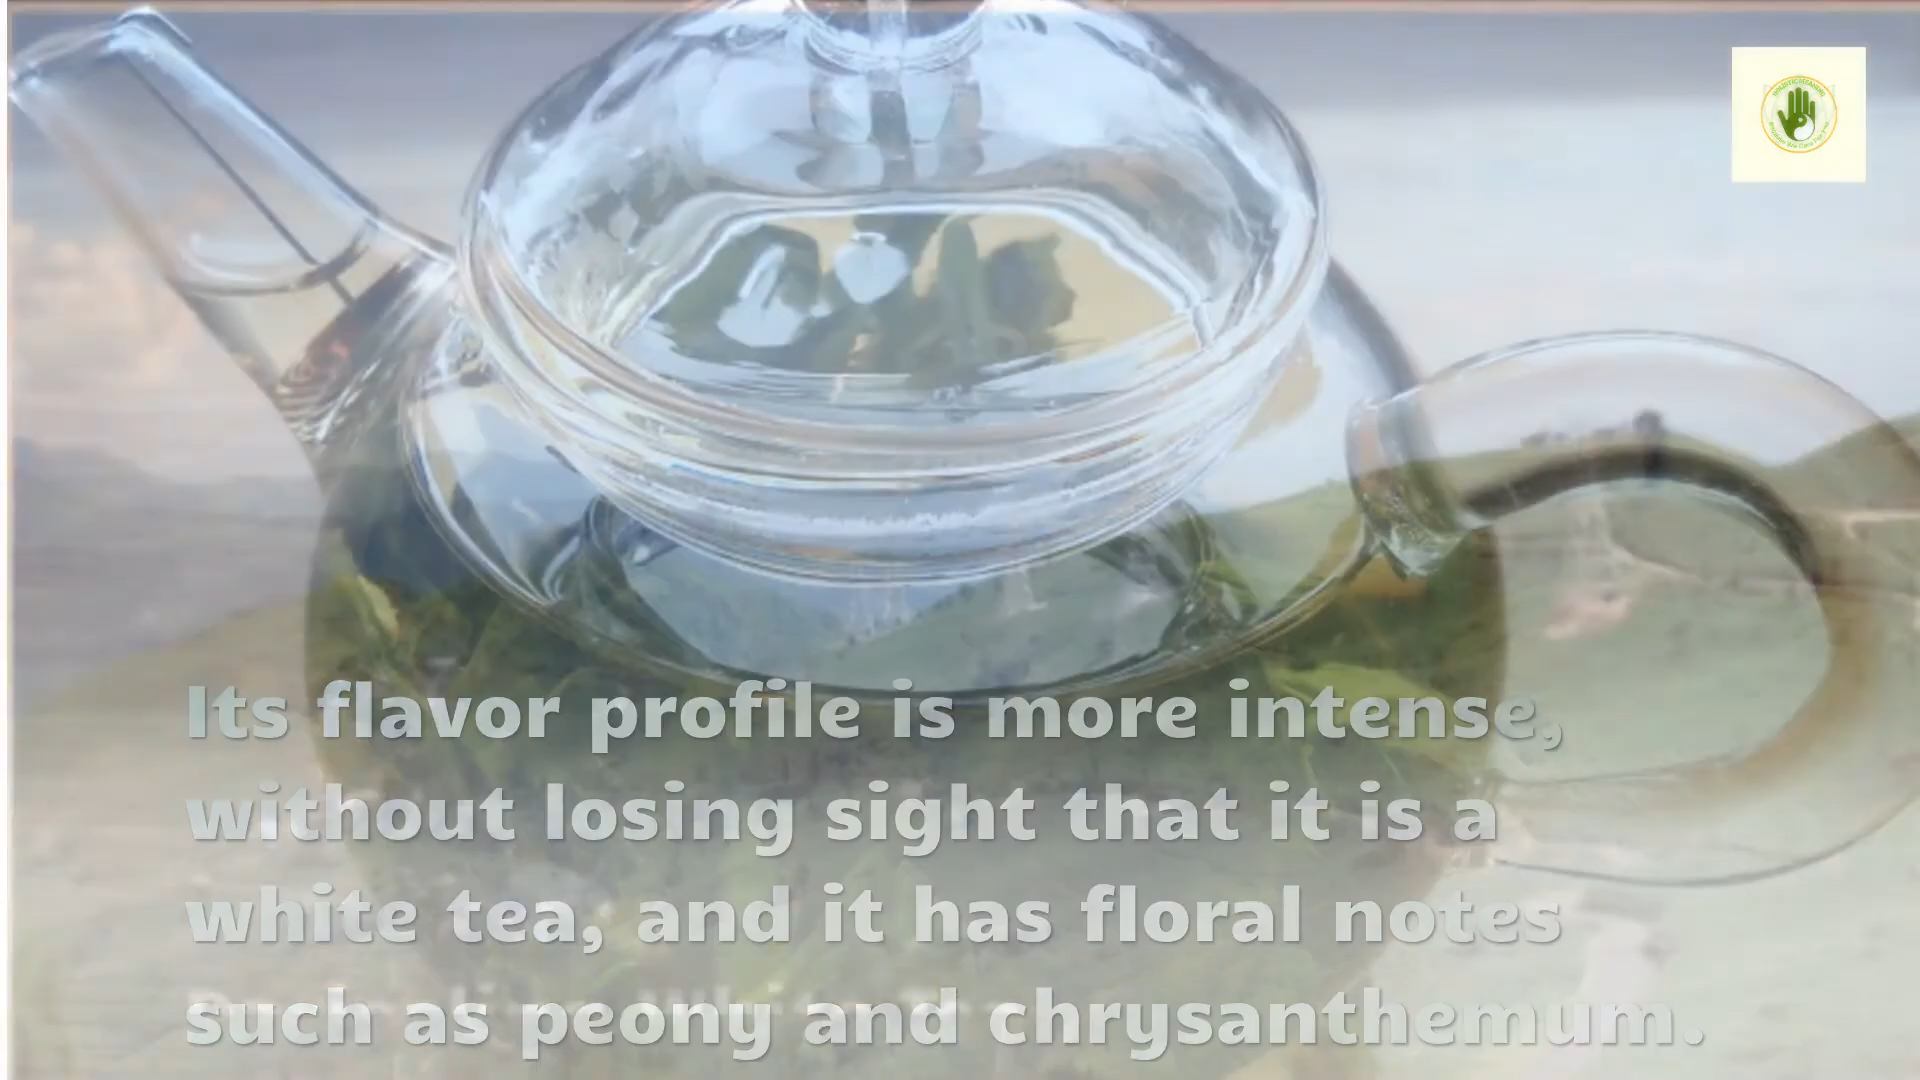 Its flavor profile is more intense,
without losing sight that it is a
white tea, and it has floral notes
such as peony and chrysanthemum.